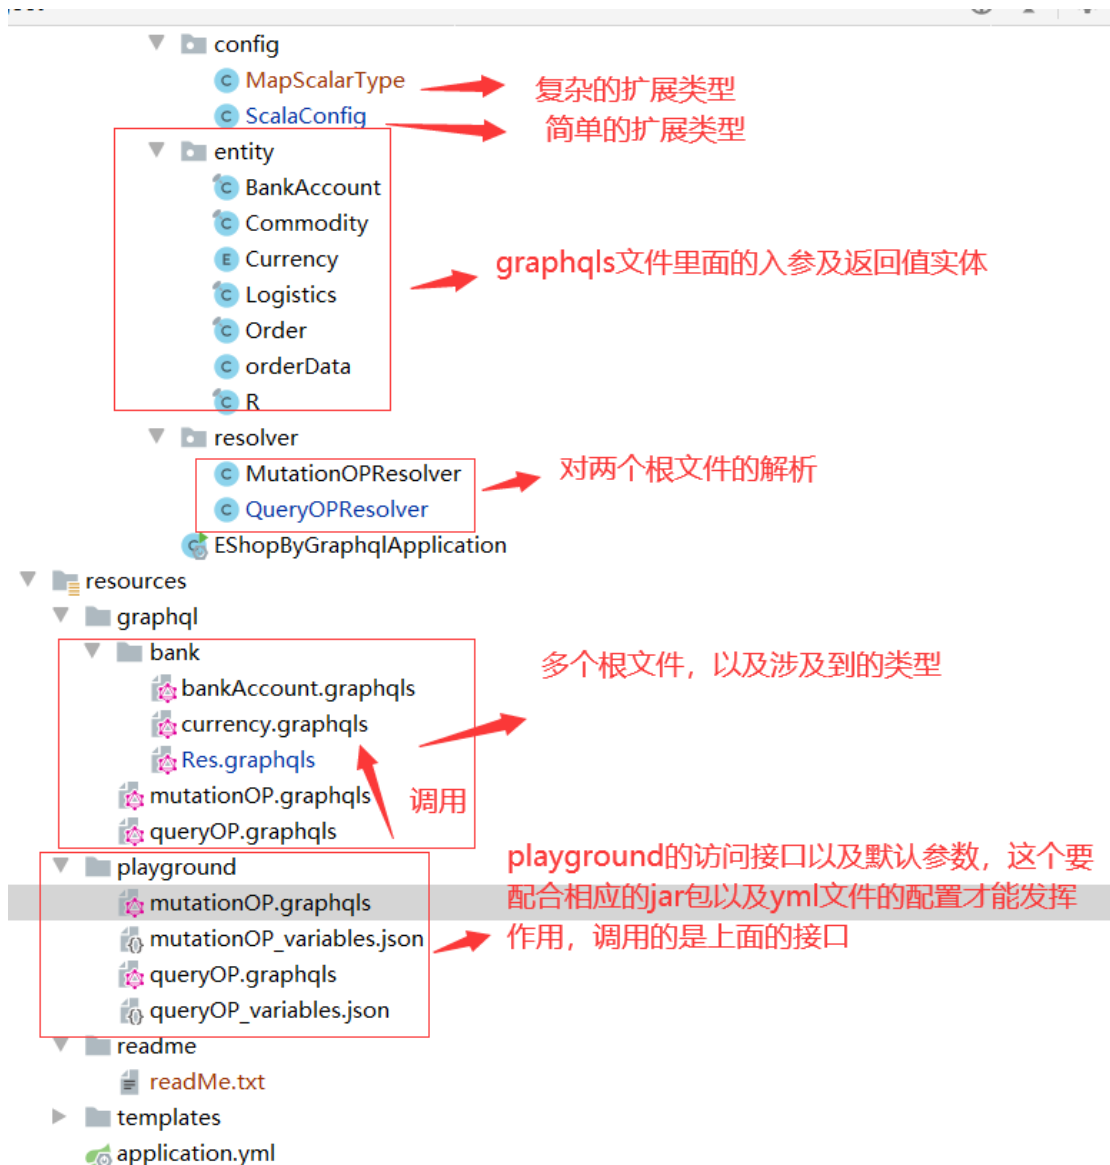 config
MapScalarType
复杂的扩展类型
ScalaConfig
简单的扩展类型
entity
BankAccount
Commodity
Currency
graphqls文件里面的入参及返回值实体
Logistics
Order
orderData
R
resolver
MutationOPResolver
对两个根文件的解析
QueryOPResolver
EShopByGraphqlApplication
resources
graphql
bank
多个根文件，以及涉及到的类型
bankAccount.graphqls
currency.graphqls
Res.graphqls
mutationOP.graphqls
调用
queryOP.graphqls
playground
playground的访问接口以及默认参数，这个要
配合相应的jar包以及yml文件的配置才能发挥
作用，调用的是上面的接口
mutationOP.graphqls
mutationOP_variables.json
queryOP.graphqls
queryOP_variables.json
readme
readMe.txt
templates
application.yml